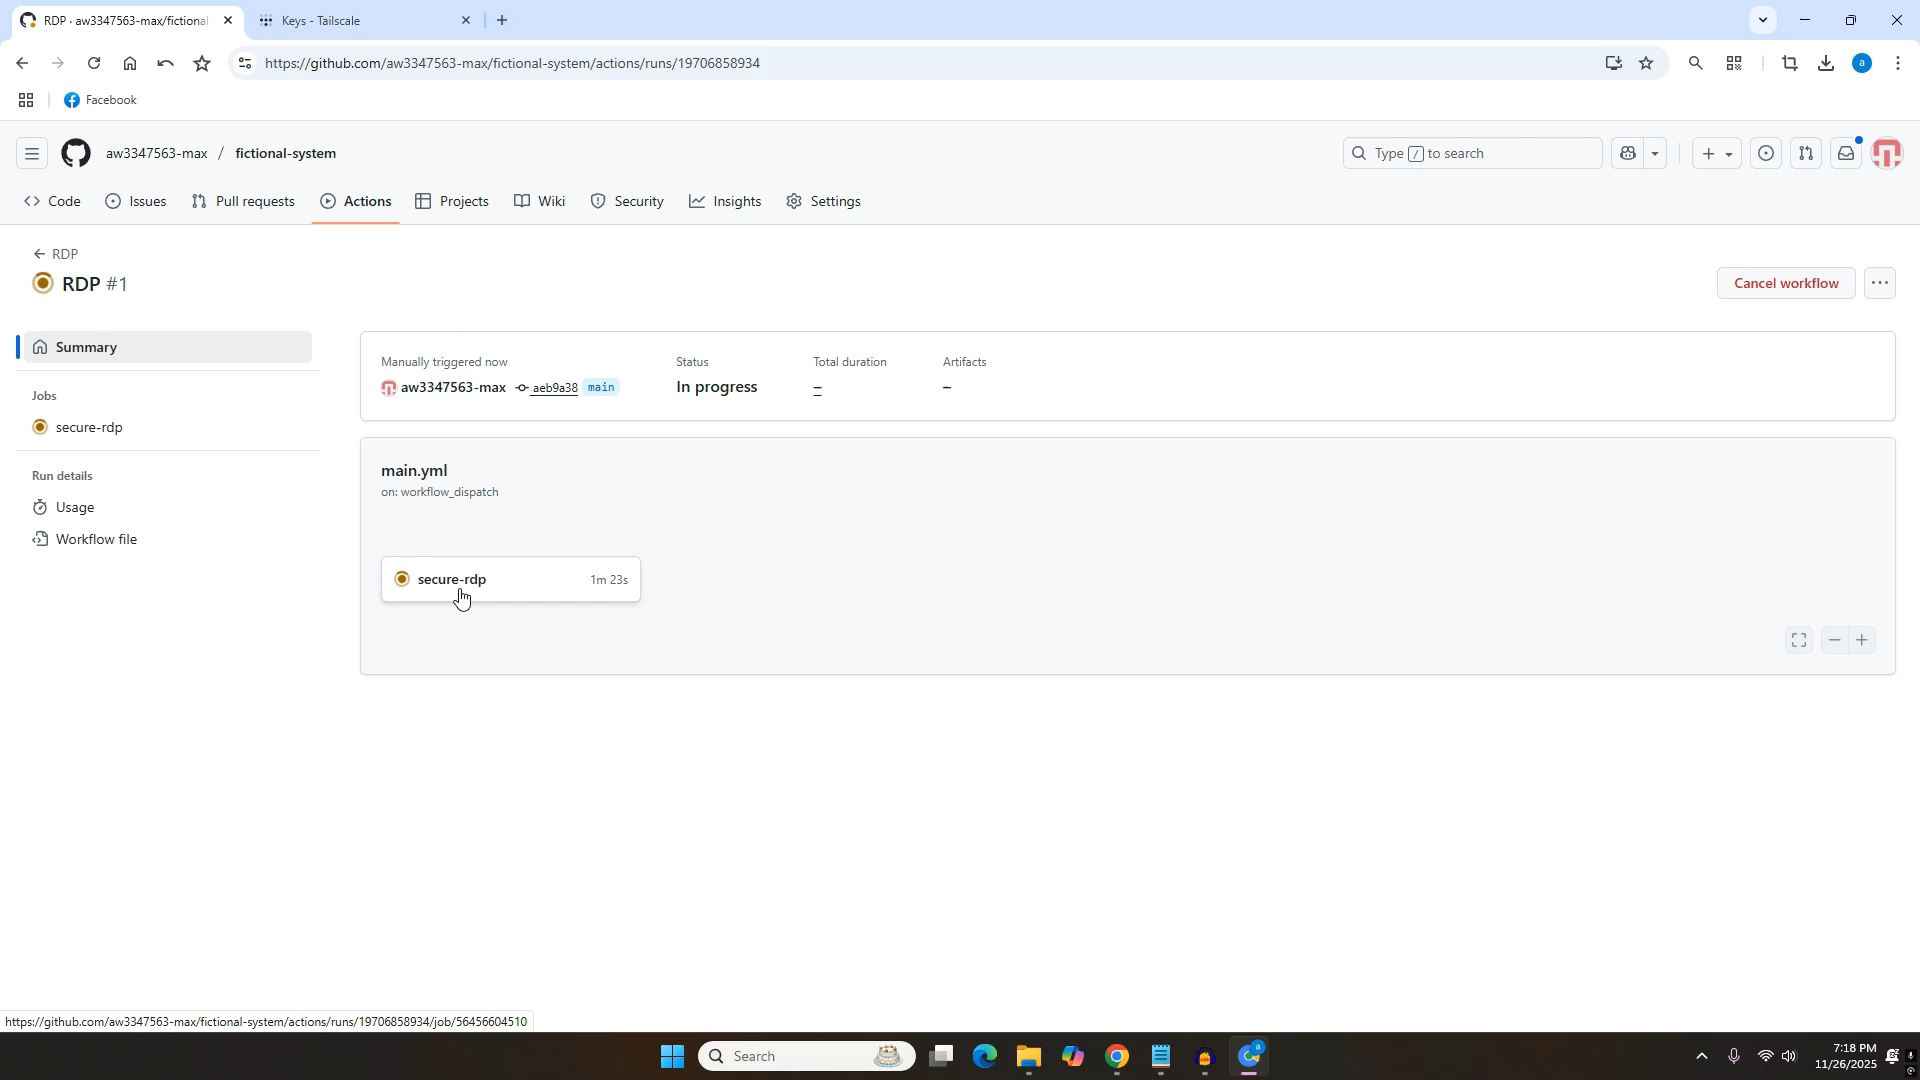 RDP · aw3347563-max/fictional
Keys - Tailscale
https://github.com/aw3347563-max/fictional-system/actions/runs/19706858934
a
Facebook
aw3347563-max / fictional-system
Type / to search
Code
Issues
Pull requests
Actions
Projects
Wiki
Security
Insights
Settings
RDP
RDP #1
Cancel workflow
Summary
Manually triggered now
Status
Total duration
Artifacts
aw3347563-max
aeb9a38
main
In progress
–
–
Jobs
secure-rdp
Run details
Usage
Workflow file
main.yml
on: workflow_dispatch
secure-rdp
1m 23s
https://github.com/aw3347563-max/fictional-system/actions/runs/19706858934/job/56456604510
Search
a
7:18 PM
11/26/2025